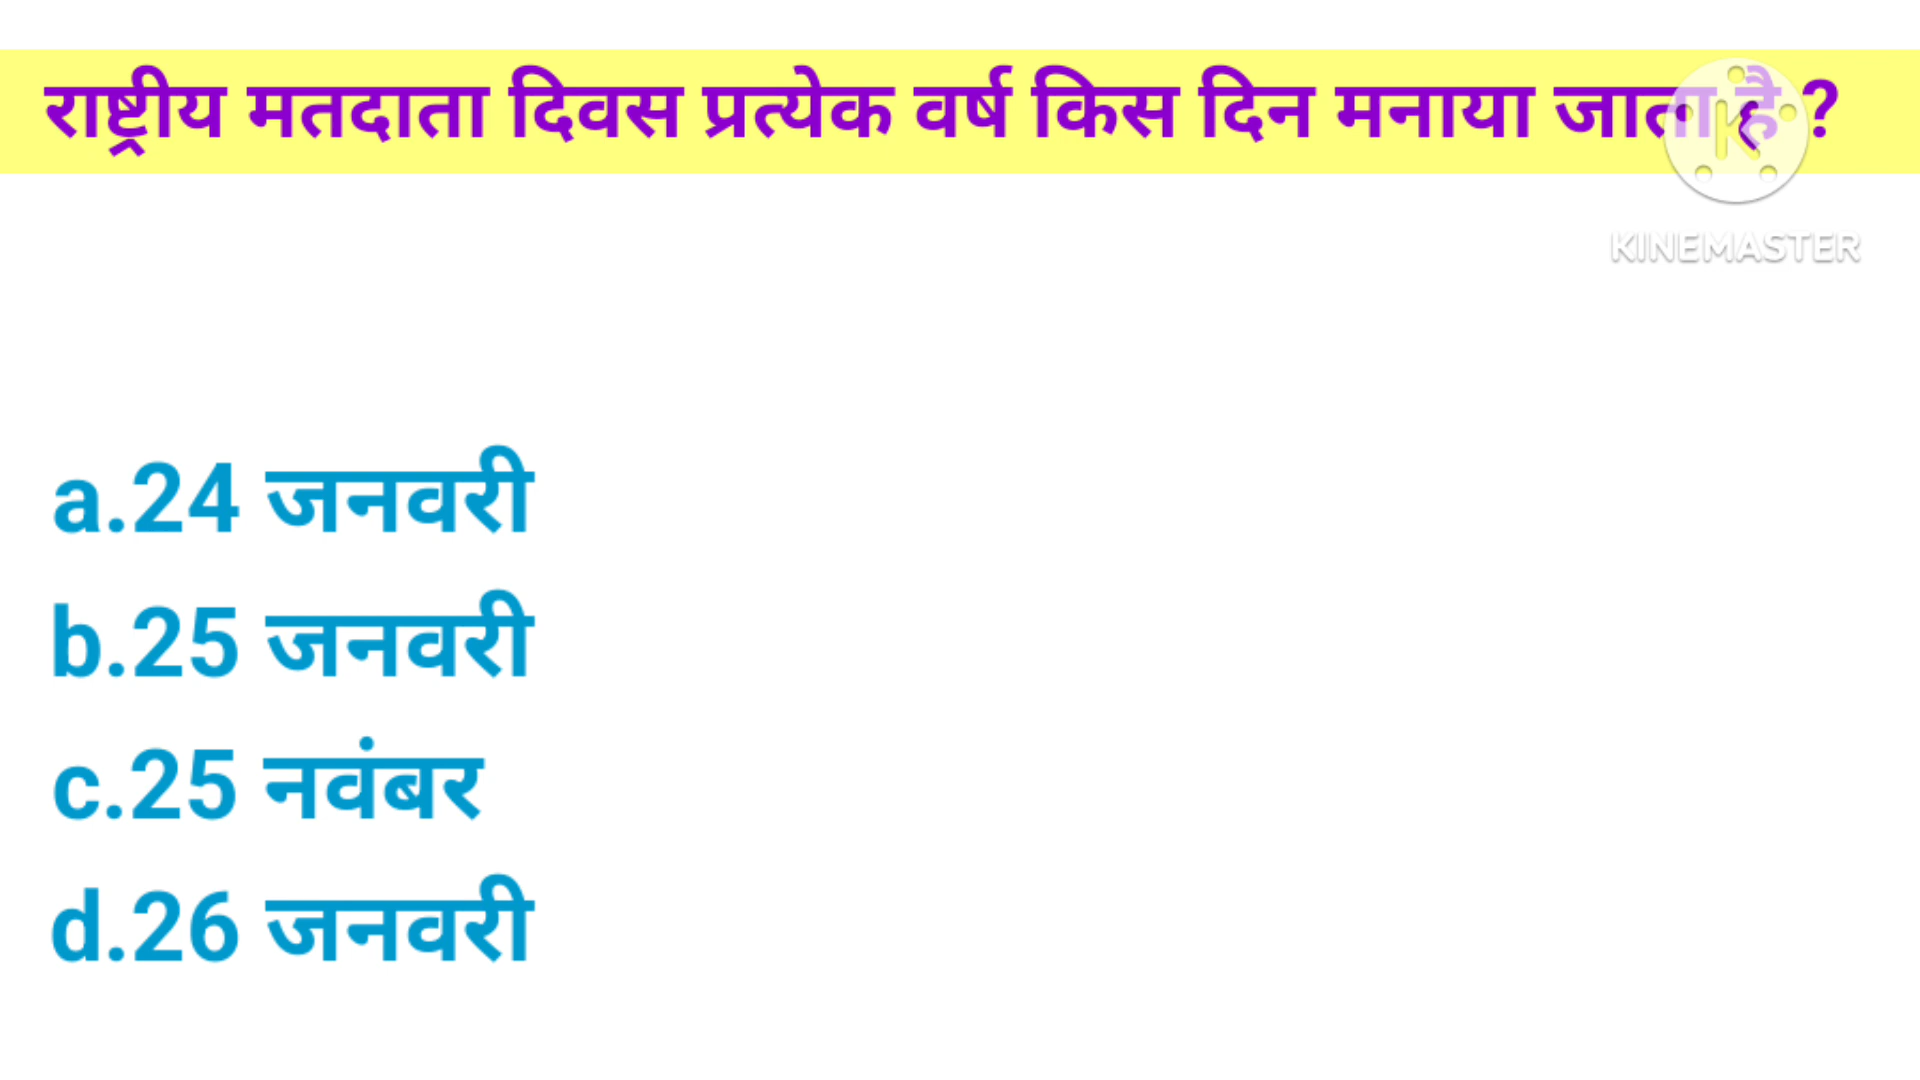 राष्ट्रीय मतदाता दिवस प्रत्येक वर्ष किस दिन मनाया जाता है ?
K
KINEMASTER
a.24 जनवरी
b.25 जनवरी
c.25 नवंबर
d.26 जनवरी